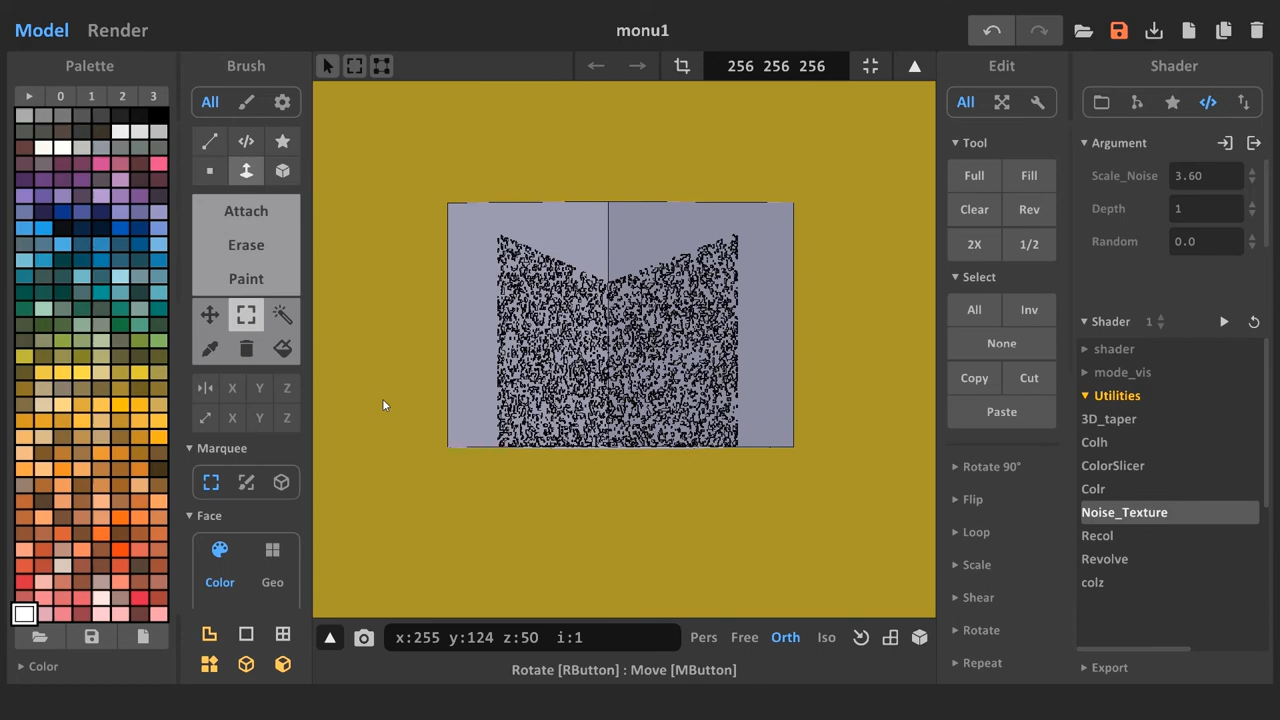 Model Render monu1
Palette
0 1 2 3
Color
Brush
All
Attach
Erase
Paint
X Y Z
X Y Z
Marquee
Face
Color Geo
256 256 256
x:255 y:124 z:50 i:1
Pers Free Orth Iso
Rotate [RButton] : Move [MButton]
Edit
All
Tool
Full Fill
Clear Rev
2X 1/2
Select
All Inv
None
Copy Cut
Paste
Rotate 90°
Flip
Loop
Scale
Shear
Rotate
Repeat
Shader
Argument
Scale_Noise 3.60
Depth 1
Random 0.0
Shader 1
shader
mode_vis
Utilities
3D_taper
Colh
ColorSlicer
Colr
Noise_Texture
Recol
Revolve
colz
Export